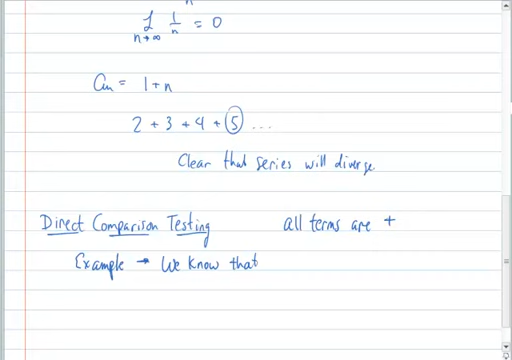 n
L 1/n = 0
n→∞
an = 1+n
2 + 3 + 4 + 5 ...
Clear that series will diverge
Direct Comparison Testing all terms are +
Example → We know that